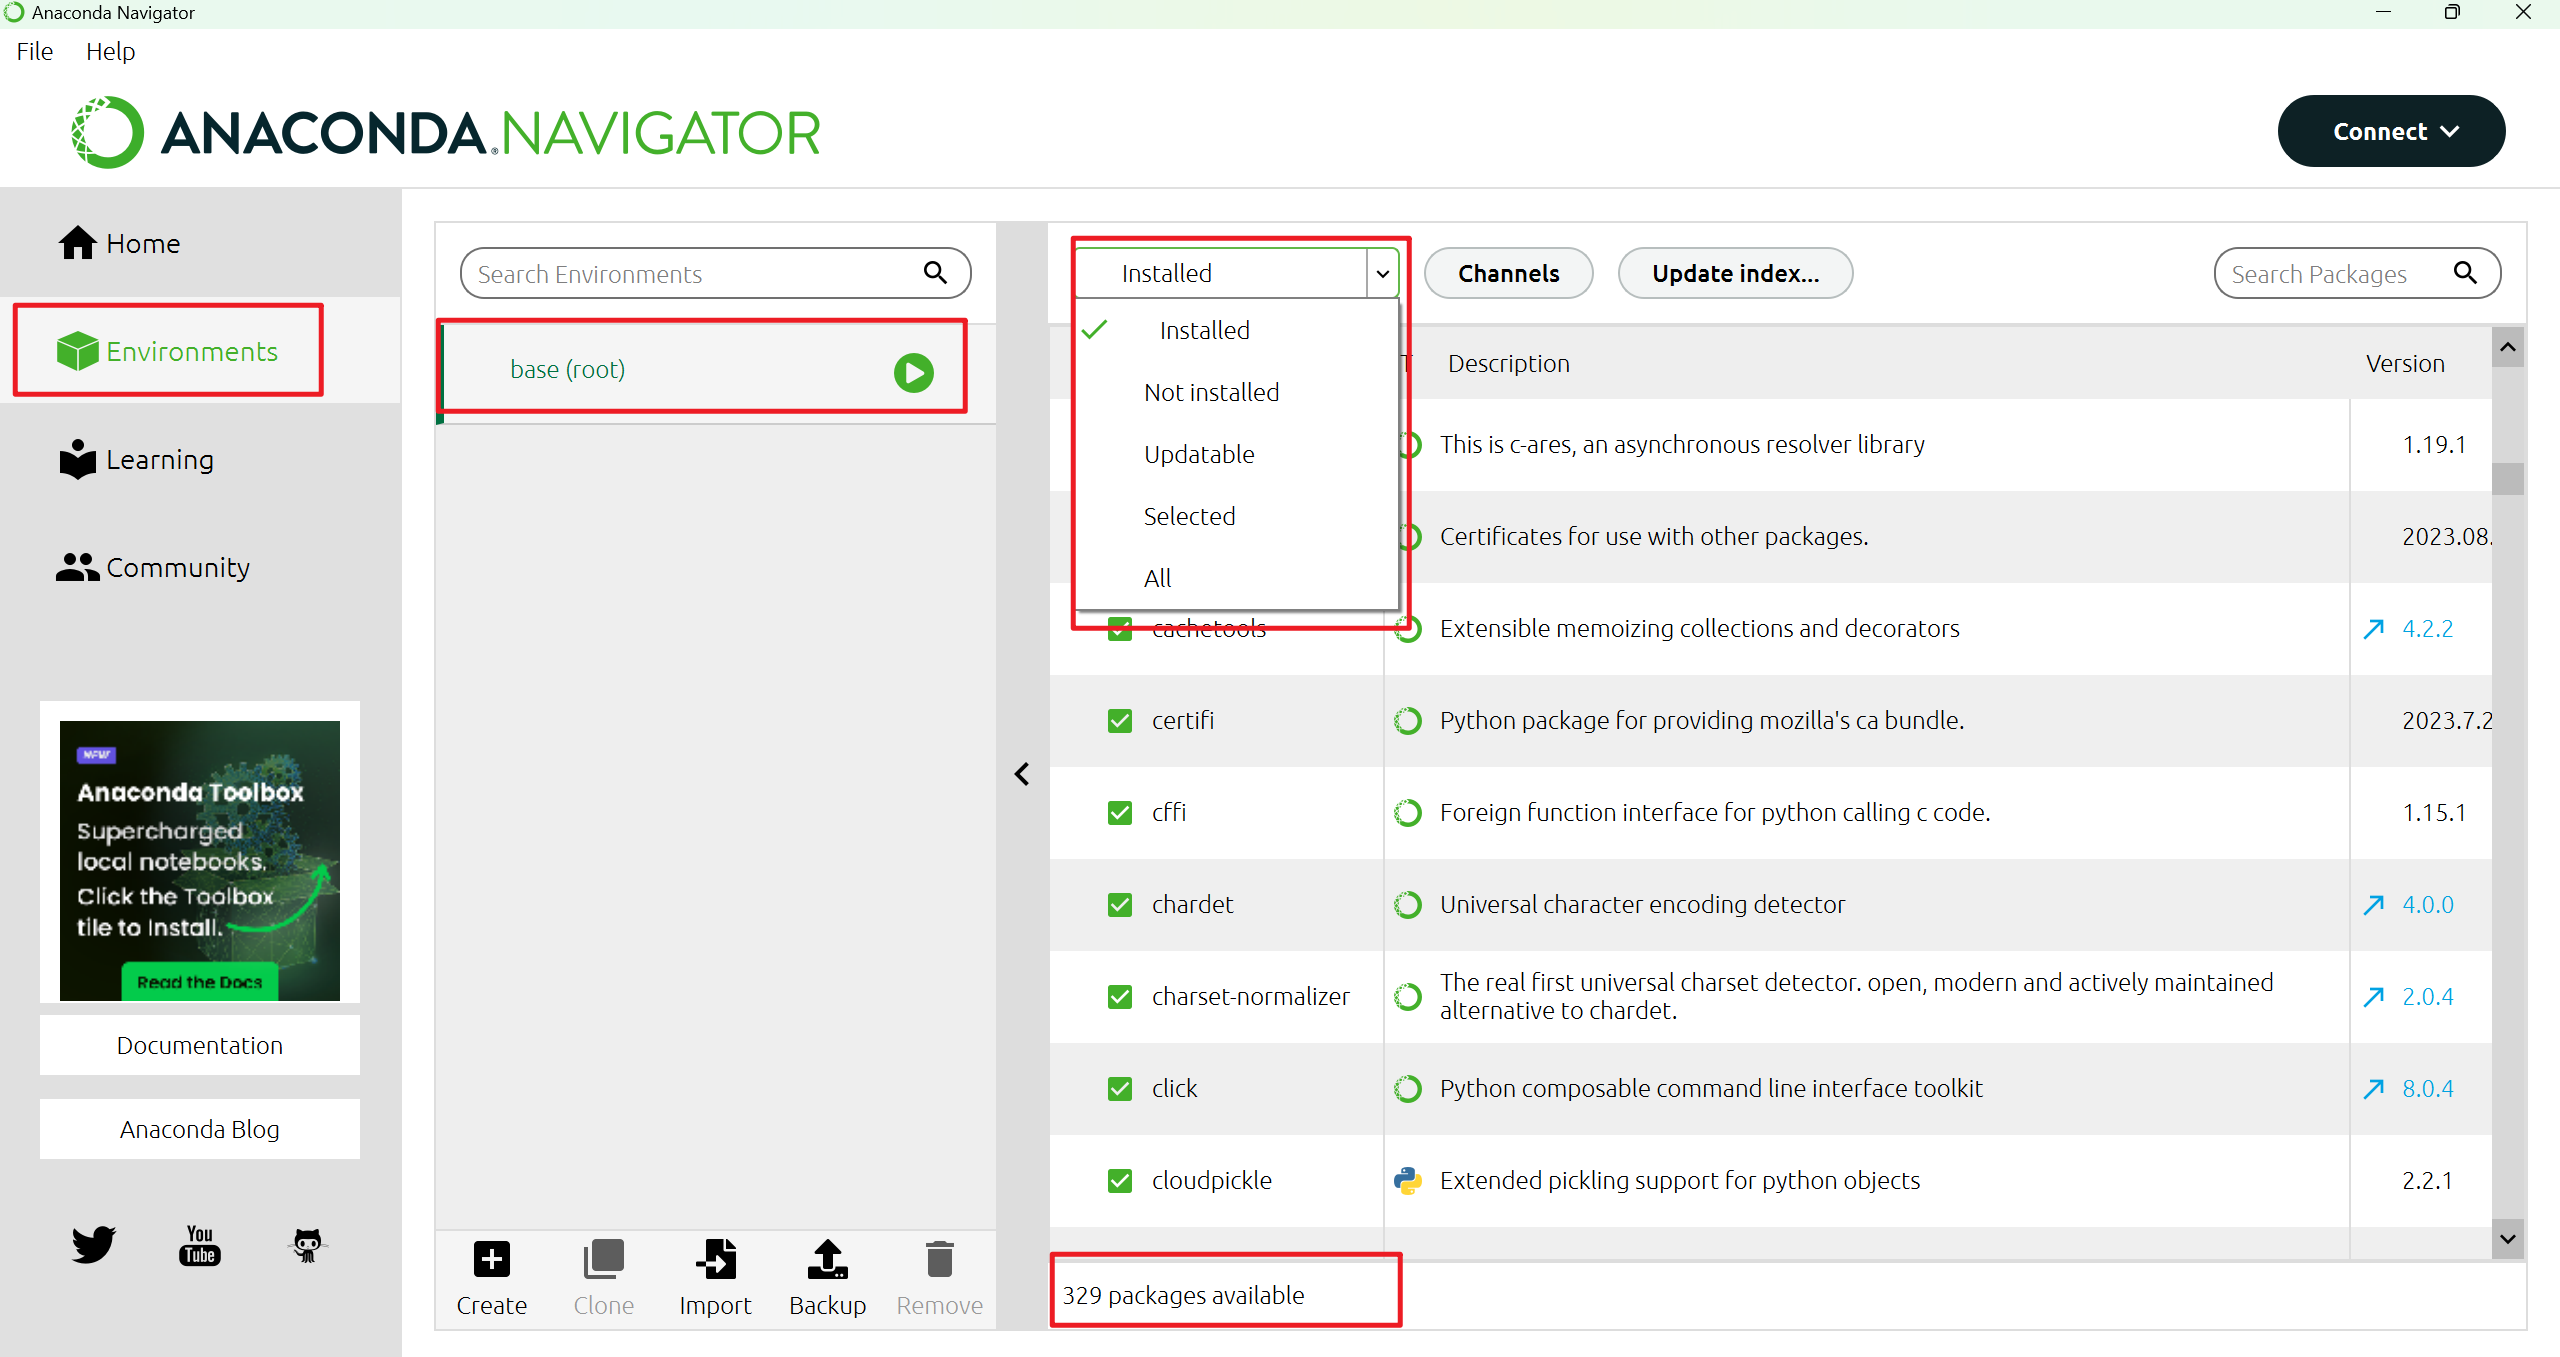 Anaconda Navigator
File Help
ANACONDA.NAVIGATOR
Connect
Home
Environments
Learning
Community
NEW
Anaconda Toolbox
Supercharged
local notebooks.
Click the Toolbox
tile to Install.
Read the Docs
Documentation
Anaconda Blog
You
Tube
Search Environments
base (root)
Create Clone Import Backup Remove
Installed
Channels
Update index...
Search Packages
Installed
Not installed
Updatable
Selected
All
T Description Version
This is c-ares, an asynchronous resolver library 1.19.1
Certificates for use with other packages. 2023.08.
cachetools Extensible memoizing collections and decorators 4.2.2
certifi Python package for providing mozilla's ca bundle. 2023.7.2
cffi Foreign function interface for python calling c code. 1.15.1
chardet Universal character encoding detector 4.0.0
charset-normalizer The real first universal charset detector. open, modern and actively maintained
alternative to chardet. 2.0.4
click Python composable command line interface toolkit 8.0.4
cloudpickle Extended pickling support for python objects 2.2.1
329 packages available